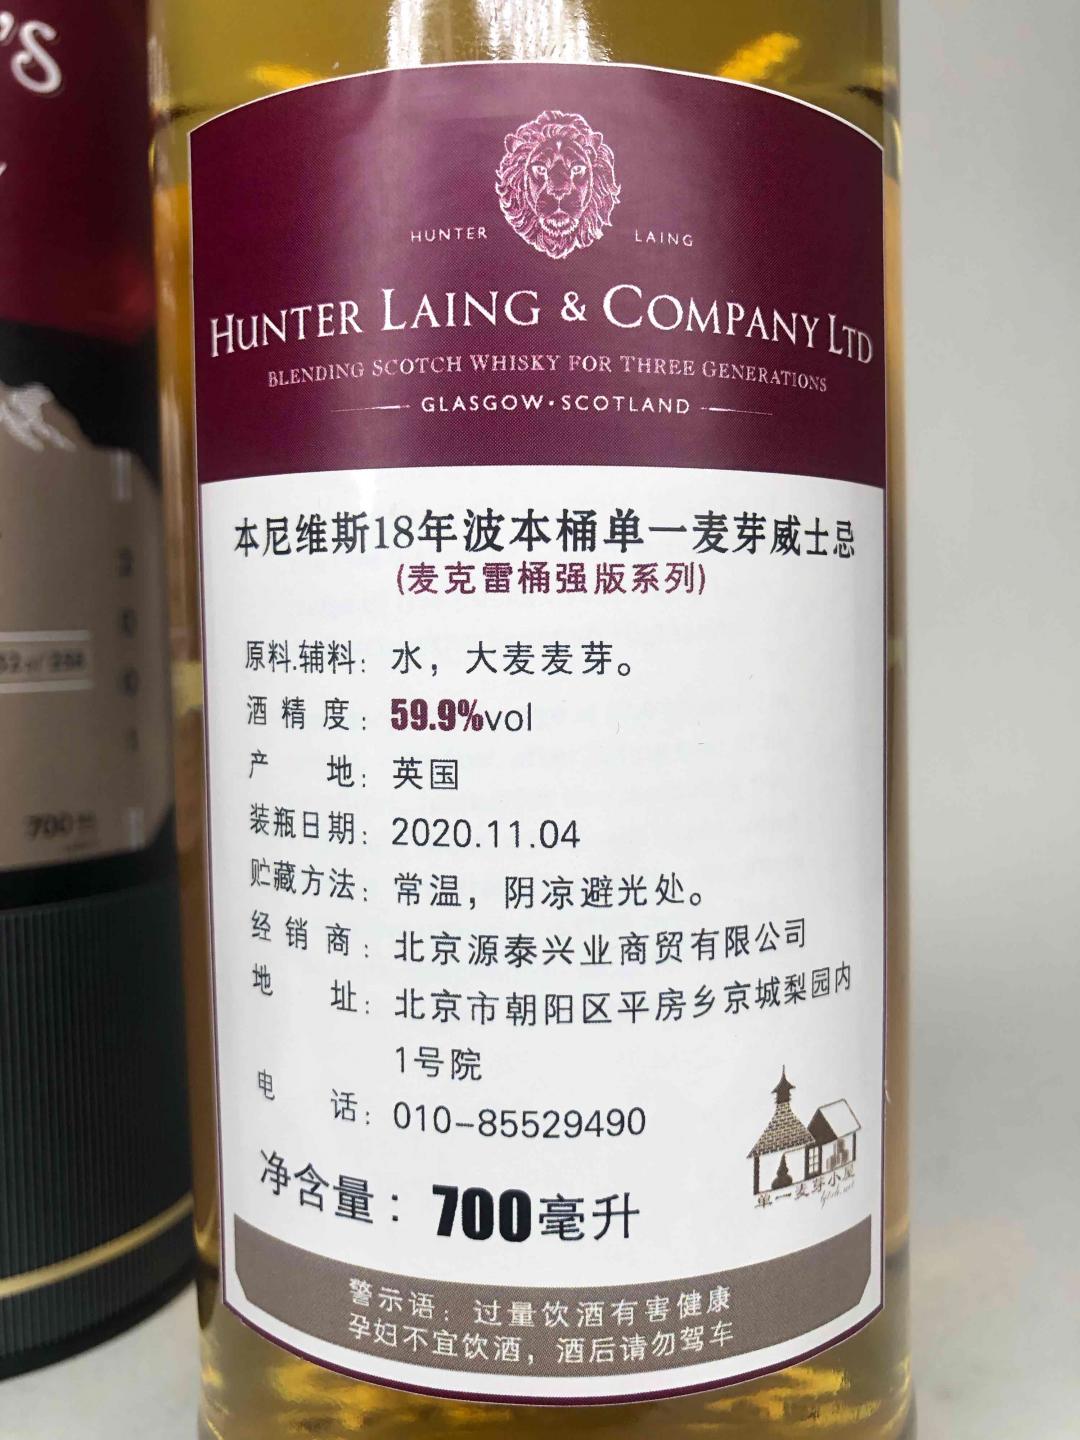 's
HUNTER LAING
HUNTER LAING & COMPANY LTD
BLENDING SCOTCH WHISKY FOR THREE GENERATIONS
GLASGOW·SCOTLAND
本尼维斯18年波本桶单一麦芽威士忌
(麦克雷桶强版系列)
原料.辅料：水，大麦麦芽。
酒精度：59.9%vol
产地：英国
装瓶日期：2020.11.04
贮藏方法：常温，阴凉避光处。
经销商：北京源泰兴业商贸有限公司
地址：北京市朝阳区平房乡京城梨园内
1号院
电话：010-85529490
净含量：700毫升
单一麦芽小屋
警示语：过量饮酒有害健康
孕妇不宜饮酒，酒后请勿驾车
700